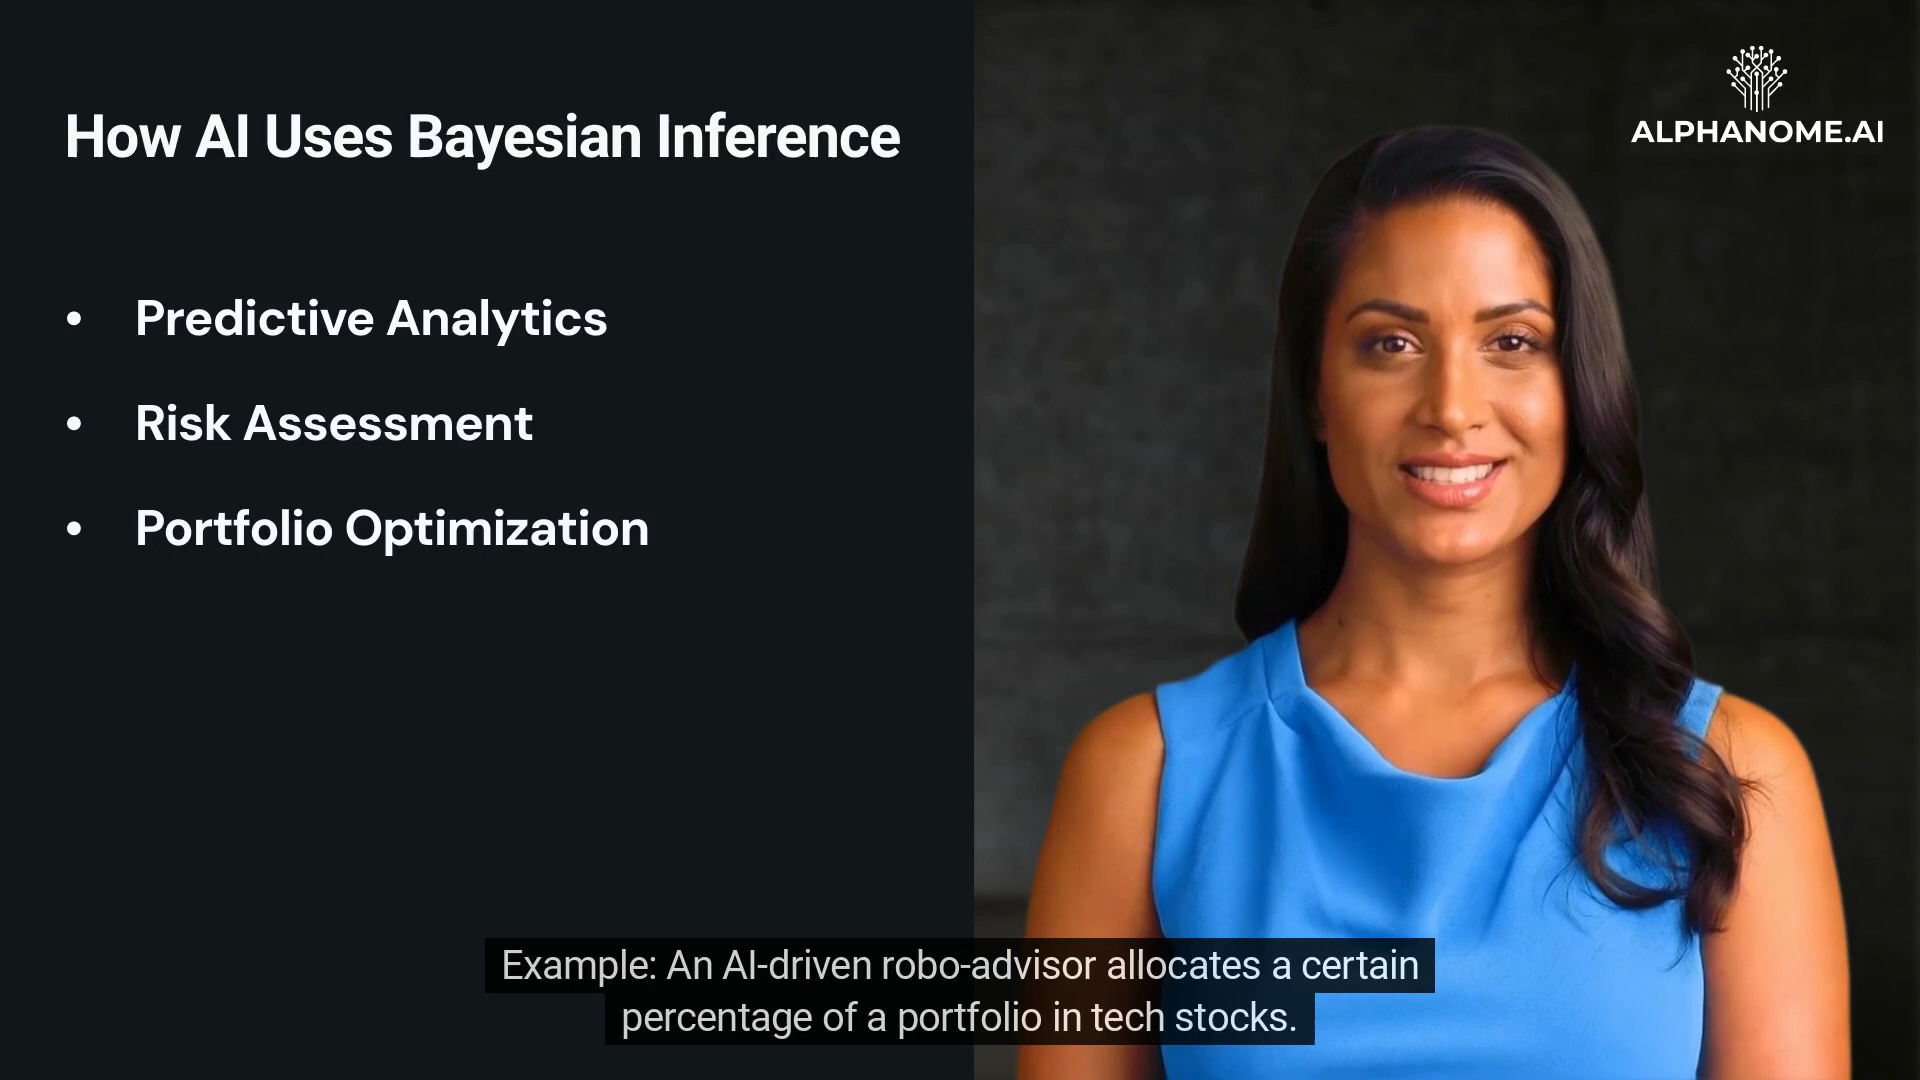 How AI Uses Bayesian Inference
ALPHANOME.AI
• Predictive Analytics
• Risk Assessment
• Portfolio Optimization
Example: An AI-driven robo-advisor allocates a certain
percentage of a portfolio in tech stocks.